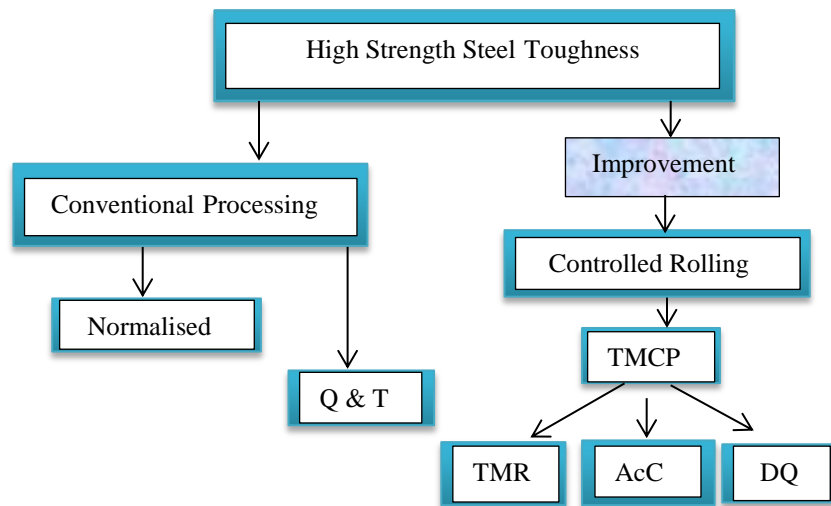 High Strength Steel Toughness
Improvement
Conventional Processing
Controlled Rolling
Normalised
TMCP
Q & T
TMR
AcC
DQ